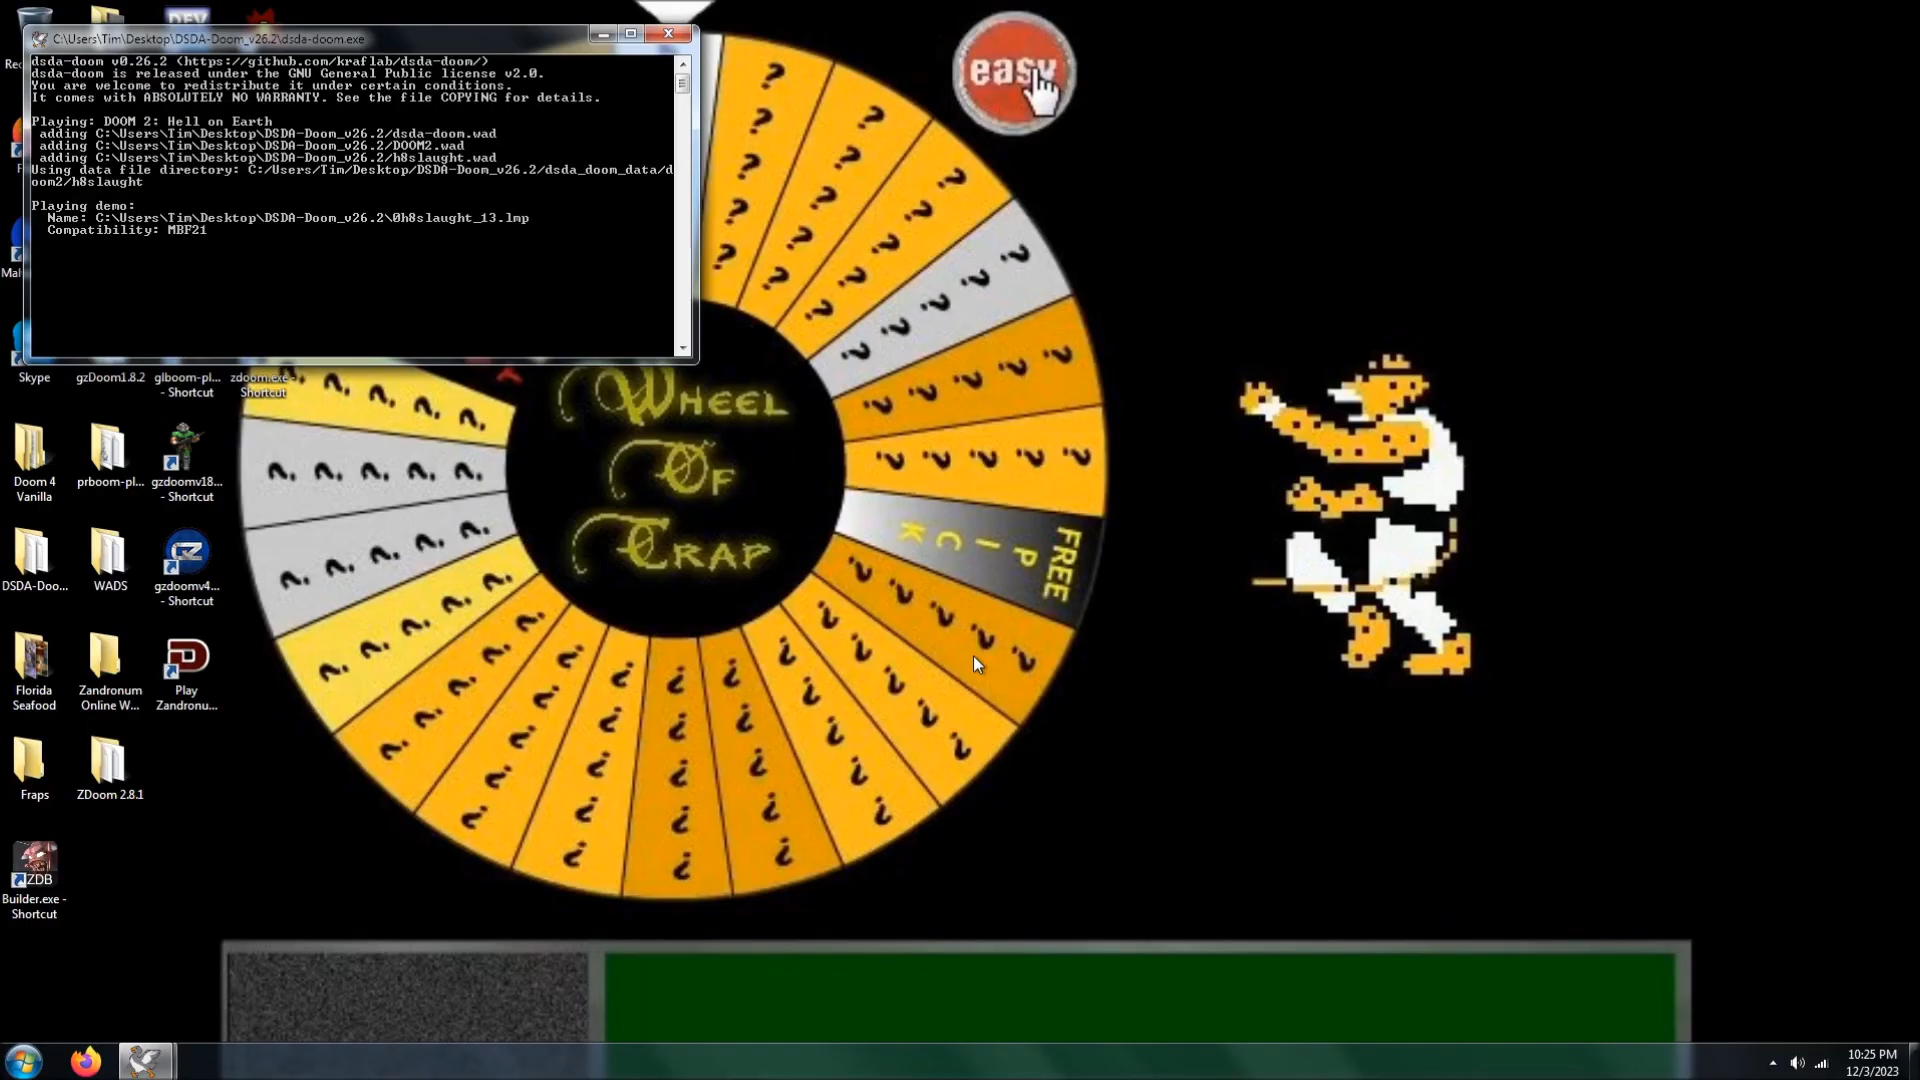 C:\Users\Tim\Desktop\DSDA-Doom_v26.2\dsda-doom.exe
dsda-doom v0.26.2 (https://github.com/kraflab/dsda-doom/)
dsda-doom is released under the GNU General Public license v2.0.
You are welcome to redistribute it under certain conditions.
It comes with ABSOLUTELY NO WARRANTY. See the file COPYING for details.
Playing: DOOM 2: Hell on Earth
adding C:\Users\Tim\Desktop\DSDA-Doom_v26.2/dsda-doom.wad
adding C:\Users\Tim\Desktop\DSDA-Doom_v26.2/DOOM2.wad
adding C:\Users\Tim\Desktop\DSDA-Doom_v26.2/h8slaught.wad
Using data file directory: C:/Users/Tim/Desktop/DSDA-Doom_v26.2/dsda_doom_data/d
oom2/h8slaught
Playing demo:
Name: C:\Users\Tim\Desktop\DSDA-Doom_v26.2\0h8slaught_13.lmp
Compatibility: MBF21
easy
Skype
gzDoom1.8.2
glboom-pl...
- Shortcut
zdoom.exe -
Shortcut
Wheel
Of
Crap
FREE
PICK
Doom 4
Vanilla
prboom-pl...
gzdoomv18...
- Shortcut
DSDA-Doo...
WADS
gzdoomv4...
- Shortcut
Florida
Seafood
Zandronum
Online W...
Play
Zandronu...
Fraps
ZDoom 2.8.1
ZDB
Builder.exe -
Shortcut
10:25 PM
12/3/2023